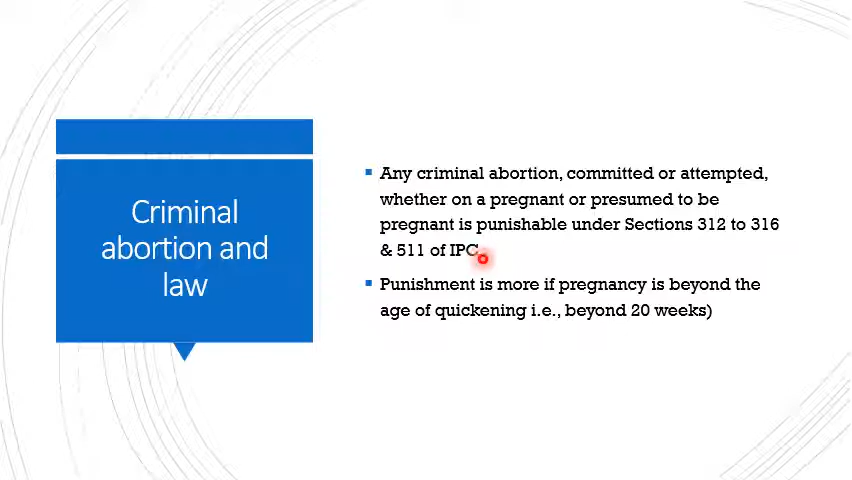 Criminal
abortion and
law
Any criminal abortion, committed or attempted,
whether on a pregnant or presumed to be
pregnant is punishable under Sections 312 to 316
& 511 of IPC.
Punishment is more if pregnancy is beyond the
age of quickening i.e., beyond 20 weeks)